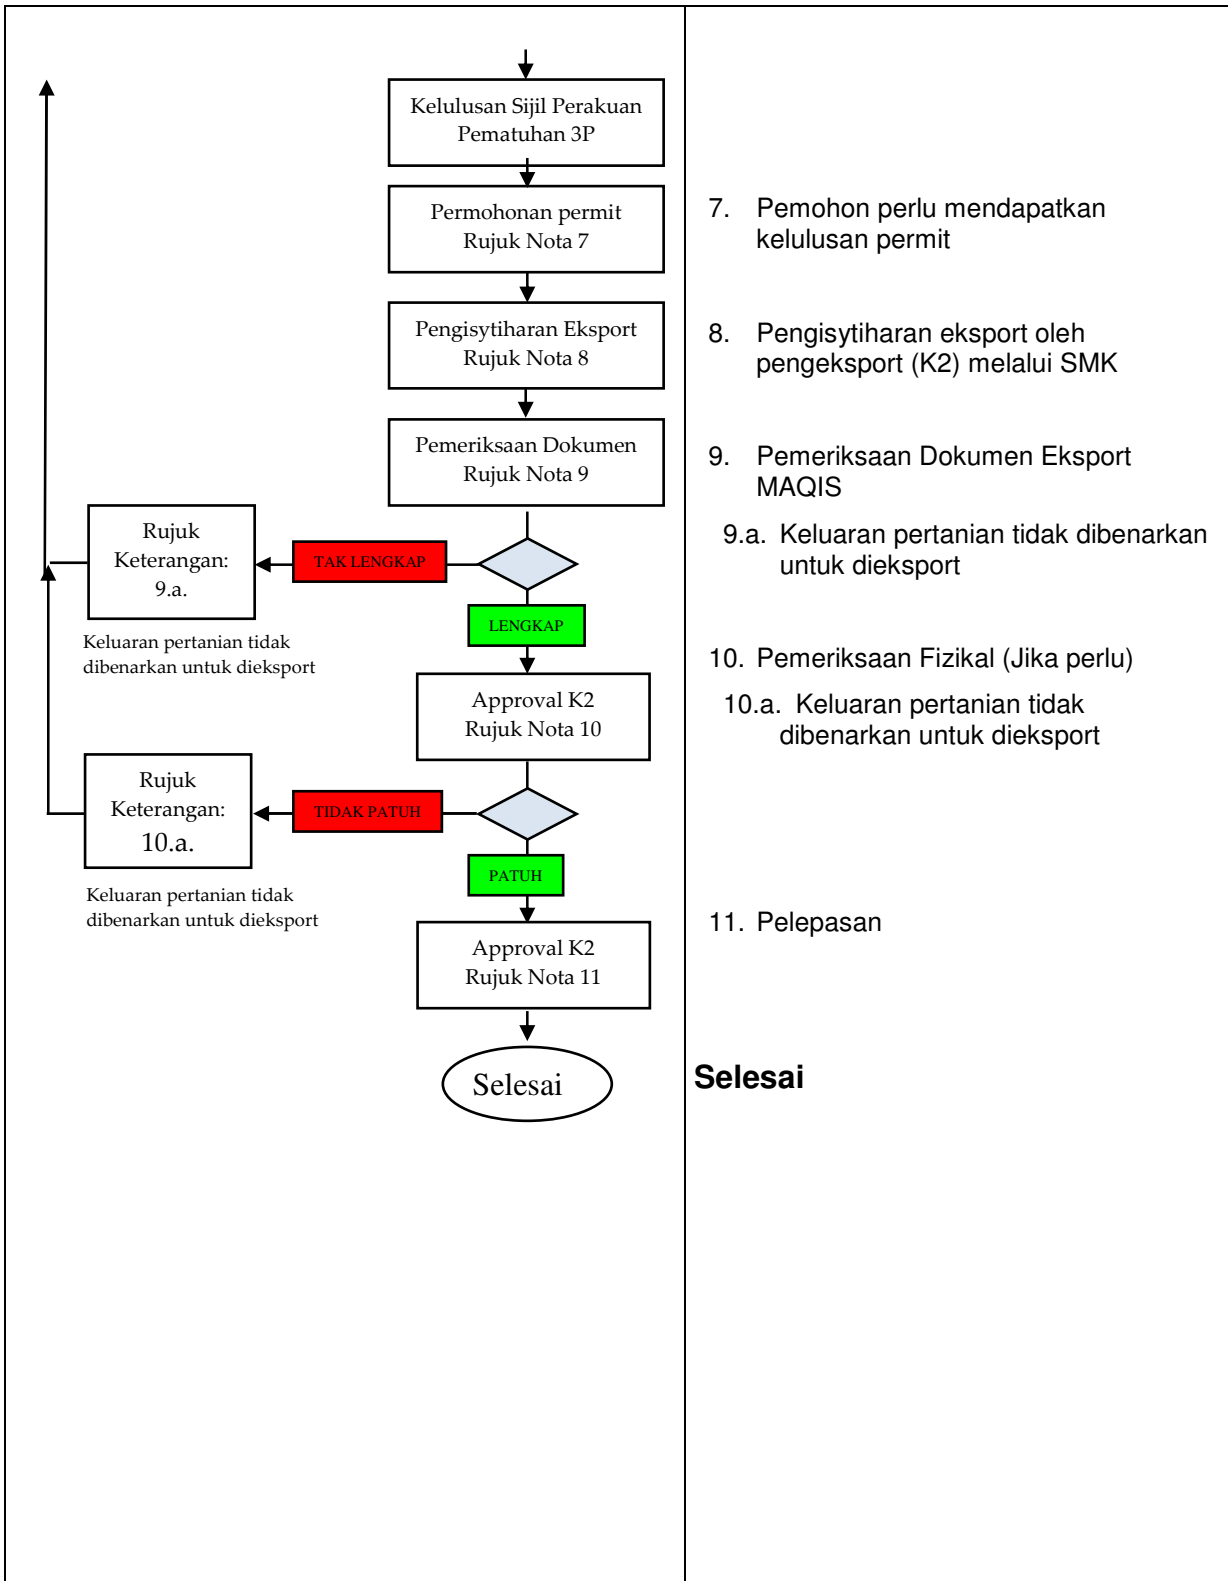 Kelulusan Sijil Perakuan
Pematuhan 3P
Permohonan permit
Rujuk Nota 7
Pengisytiharan Eksport
Rujuk Nota 8
Pemeriksaan Dokumen
Rujuk Nota 9
Rujuk
Keterangan:
9.a.
TAK LENGKAP
Keluaran pertanian tidak
dibenarkan untuk dieksport
LENGKAP
Approval K2
Rujuk Nota 10
Rujuk
Keterangan:
10.a.
TIDAK PATUH
Keluaran pertanian tidak
dibenarkan untuk dieksport
PATUH
Approval K2
Rujuk Nota 11
Selesai
7. Pemohon perlu mendapatkan
kelulusan permit
8. Pengisytiharan eksport oleh
pengeksport (K2) melalui SMK
9. Pemeriksaan Dokumen Eksport
MAQIS
9.a. Keluaran pertanian tidak dibenarkan
untuk dieksport
10. Pemeriksaan Fizikal (Jika perlu)
10.a. Keluaran pertanian tidak
dibenarkan untuk dieksport
11. Pelepasan
Selesai